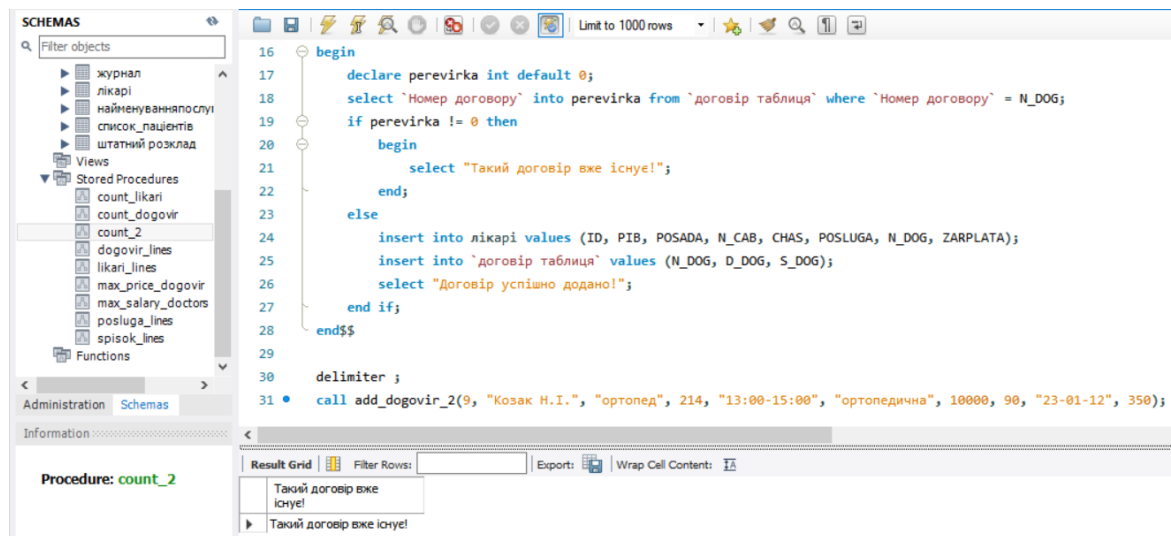 SCHEMAS
Filter objects
журнал
лікарі
найменуванняпослуг
список_пацієнтів
штатний розклад
Views
Stored Procedures
count_likari
count_dogovir
count_2
dogovir_lines
likari_lines
max_price_dogovir
max_salary_doctors
posluga_lines
spisok_lines
Functions
Administration Schemas
Information
Procedure: count_2
Limit to 1000 rows
16 begin
17 declare perevirka int default 0;
18 select `Номер договору` into perevirka from `договір таблиця` where `Номер договору` = N_DOG;
19 if perevirka != 0 then
20 begin
21 select "Такий договір вже існує!";
22 end;
23 else
24 insert into лікарі values (ID, PIB, POSADA, N_CAB, CHAS, POSLUGA, N_DOG, ZARPLATA);
25 insert into `договір таблиця` values (N_DOG, D_DOG, S_DOG);
26 select "Договір успішно додано!";
27 end if;
28 end$$
29
30 delimiter ;
31 call add_dogovir_2(9, "Козак Н.І.", "ортопед", 214, "13:00-15:00", "ортопедична", 10000, 90, "23-01-12", 350);
Result Grid Filter Rows: Export: Wrap Cell Content:
Такий договір вже
існує!
Такий договір вже існує!